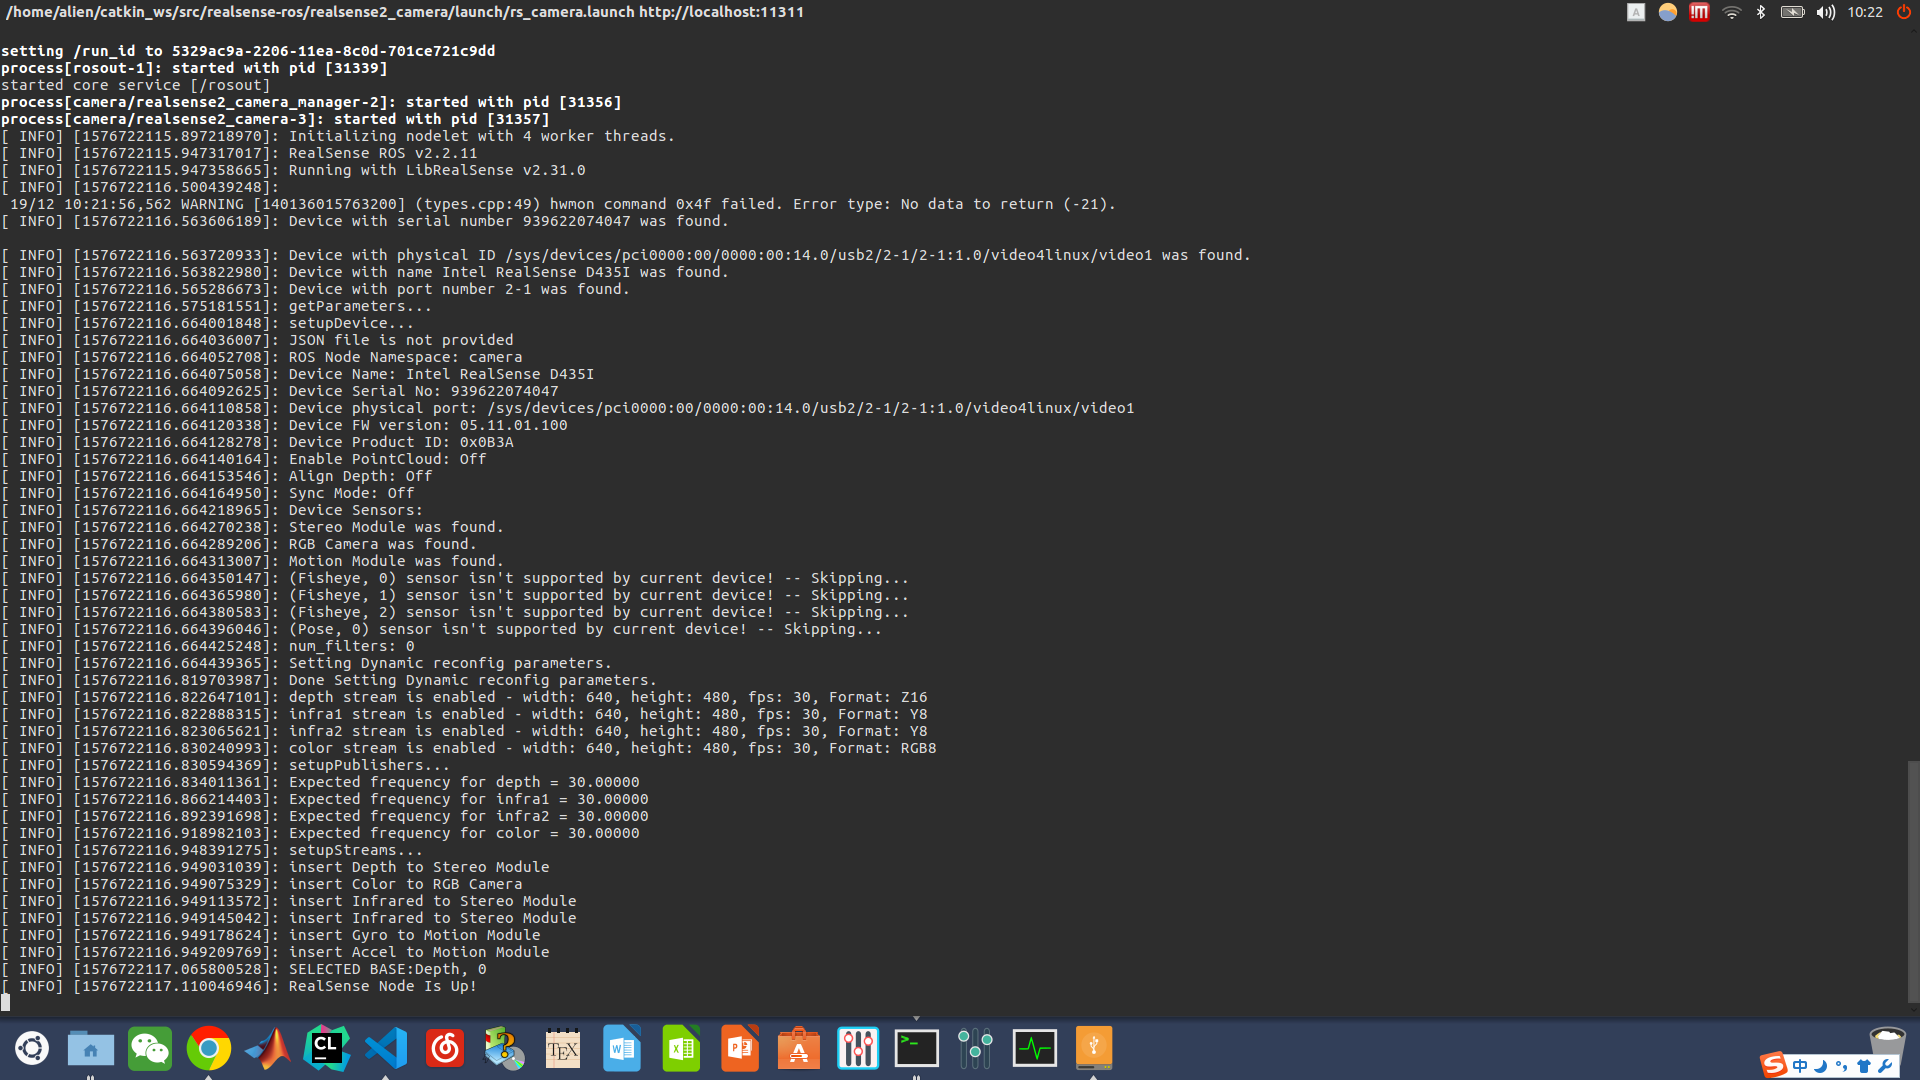 /home/alien/catkin_ws/src/realsense-ros/realsense2_camera/launch/rs_camera.launch http://localhost:11311
A
!M
10:22
setting /run_id to 5329ac9a-2206-11ea-8c0d-701ce721c9dd
process[rosout-1]: started with pid [31339]
started core service [/rosout]
process[camera/realsense2_camera_manager-2]: started with pid [31356]
process[camera/realsense2_camera-3]: started with pid [31357]
[ INFO] [1576722115.897218970]: Initializing nodelet with 4 worker threads.
[ INFO] [1576722115.947317017]: RealSense ROS v2.2.11
[ INFO] [1576722115.947358665]: Running with LibRealSense v2.31.0
[ INFO] [1576722116.500439248]:
 19/12 10:21:56,562 WARNING [140136015763200] (types.cpp:49) hwmon command 0x4f failed. Error type: No data to return (-21).
[ INFO] [1576722116.563606189]: Device with serial number 939622074047 was found.
[ INFO] [1576722116.563720933]: Device with physical ID /sys/devices/pci0000:00/0000:00:14.0/usb2/2-1/2-1:1.0/video4linux/video1 was found.
[ INFO] [1576722116.563822980]: Device with name Intel RealSense D435I was found.
[ INFO] [1576722116.565286673]: Device with port number 2-1 was found.
[ INFO] [1576722116.575181551]: getParameters...
[ INFO] [1576722116.664001848]: setupDevice...
[ INFO] [1576722116.664036007]: JSON file is not provided
[ INFO] [1576722116.664052708]: ROS Node Namespace: camera
[ INFO] [1576722116.664075058]: Device Name: Intel RealSense D435I
[ INFO] [1576722116.664092625]: Device Serial No: 939622074047
[ INFO] [1576722116.664110858]: Device physical port: /sys/devices/pci0000:00/0000:00:14.0/usb2/2-1/2-1:1.0/video4linux/video1
[ INFO] [1576722116.664120338]: Device FW version: 05.11.01.100
[ INFO] [1576722116.664128278]: Device Product ID: 0x0B3A
[ INFO] [1576722116.664140164]: Enable PointCloud: Off
[ INFO] [1576722116.664153546]: Align Depth: Off
[ INFO] [1576722116.664164950]: Sync Mode: Off
[ INFO] [1576722116.664218965]: Device Sensors:
[ INFO] [1576722116.664270238]: Stereo Module was found.
[ INFO] [1576722116.664289206]: RGB Camera was found.
[ INFO] [1576722116.664313007]: Motion Module was found.
[ INFO] [1576722116.664350147]: (Fisheye, 0) sensor isn't supported by current device! -- Skipping...
[ INFO] [1576722116.664365980]: (Fisheye, 1) sensor isn't supported by current device! -- Skipping...
[ INFO] [1576722116.664380583]: (Fisheye, 2) sensor isn't supported by current device! -- Skipping...
[ INFO] [1576722116.664396046]: (Pose, 0) sensor isn't supported by current device! -- Skipping...
[ INFO] [1576722116.664425248]: num_filters: 0
[ INFO] [1576722116.664439365]: Setting Dynamic reconfig parameters.
[ INFO] [1576722116.819703987]: Done Setting Dynamic reconfig parameters.
[ INFO] [1576722116.822647101]: depth stream is enabled - width: 640, height: 480, fps: 30, Format: Z16
[ INFO] [1576722116.822888315]: infra1 stream is enabled - width: 640, height: 480, fps: 30, Format: Y8
[ INFO] [1576722116.823065621]: infra2 stream is enabled - width: 640, height: 480, fps: 30, Format: Y8
[ INFO] [1576722116.830240993]: color stream is enabled - width: 640, height: 480, fps: 30, Format: RGB8
[ INFO] [1576722116.830594369]: setupPublishers...
[ INFO] [1576722116.834011361]: Expected frequency for depth = 30.00000
[ INFO] [1576722116.866214403]: Expected frequency for infra1 = 30.00000
[ INFO] [1576722116.892391698]: Expected frequency for infra2 = 30.00000
[ INFO] [1576722116.918982103]: Expected frequency for color = 30.00000
[ INFO] [1576722116.948391275]: setupStreams...
[ INFO] [1576722116.949031039]: insert Depth to Stereo Module
[ INFO] [1576722116.949075329]: insert Color to RGB Camera
[ INFO] [1576722116.949113572]: insert Infrared to Stereo Module
[ INFO] [1576722116.949145042]: insert Infrared to Stereo Module
[ INFO] [1576722116.949178624]: insert Gyro to Motion Module
[ INFO] [1576722116.949209769]: insert Accel to Motion Module
[ INFO] [1576722117.065800528]: SELECTED BASE:Depth, 0
[ INFO] [1576722117.110046946]: RealSense Node Is Up!
CL
TEX
W
X
P
A
>_
S 中